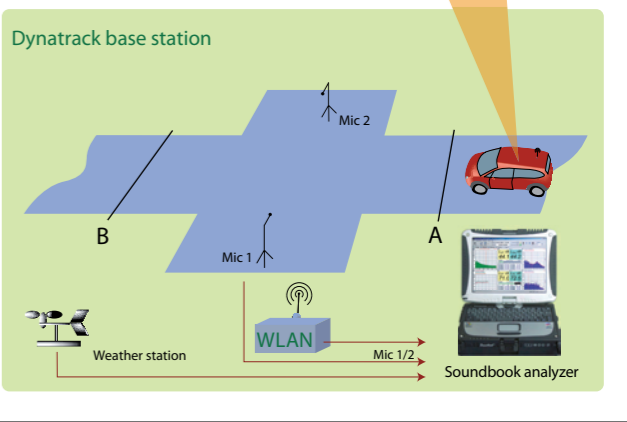 Dynatrack base station
Mic 2
B
A
Mic 1
WLAN
Mic 1/2
Weather station
Soundbook analyzer